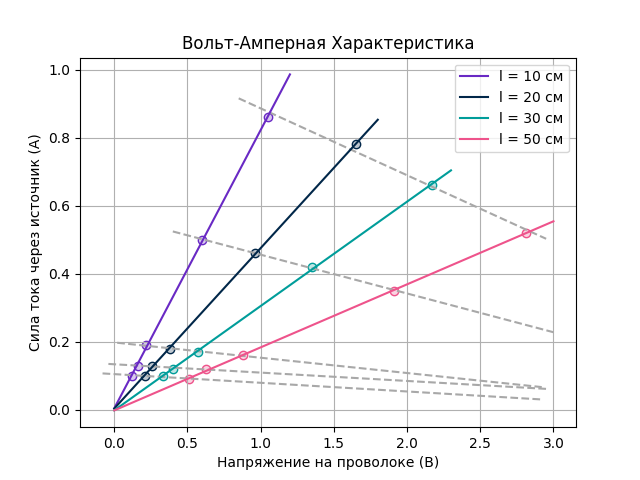 Вольт-Амперная Характеристика
l = 10 см
l = 20 см
l = 30 см
l = 50 см
Сила тока через источник (А)
1.0
0.8
0.6
0.4
0.2
0.0
0.0 0.5 1.0 1.5 2.0 2.5 3.0
Напряжение на проволоке (В)